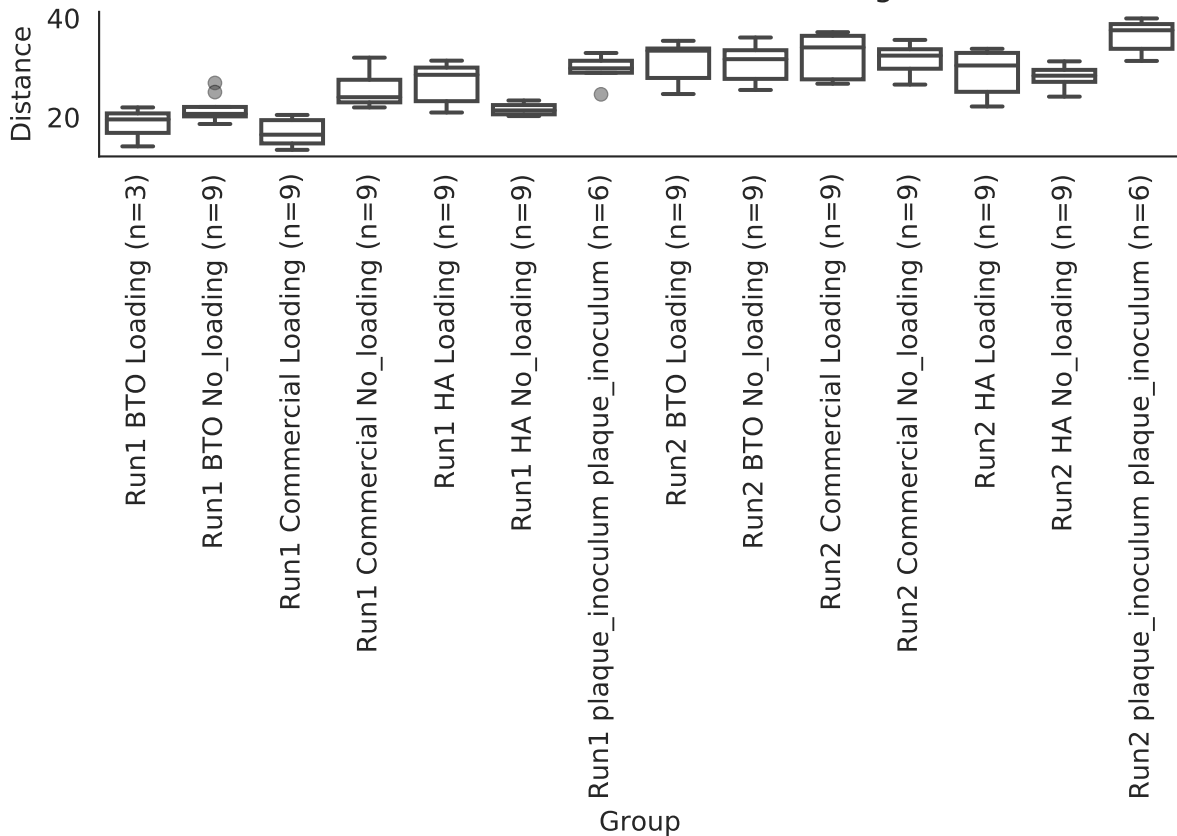 40
20
Distance
Run1 BTO Loading (n=3)
Run1 BTO No_loading (n=9)
Run1 Commercial Loading (n=9)
Run1 Commercial No_loading (n=9)
Run1 HA Loading (n=9)
Run1 HA No_loading (n=9)
Run1 plaque_inoculum plaque_inoculum (n=6)
Run2 BTO Loading (n=9)
Run2 BTO No_loading (n=9)
Run2 Commercial Loading (n=9)
Run2 Commercial No_loading (n=9)
Run2 HA Loading (n=9)
Run2 HA No_loading (n=9)
Run2 plaque_inoculum plaque_inoculum (n=6)
Group